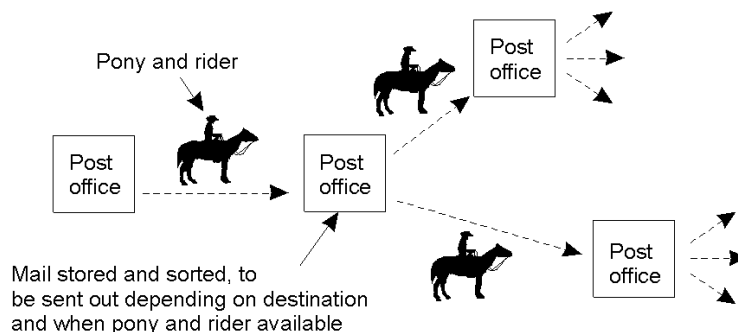 Post
office
Pony and rider
Post
office
Post
office
Post
office
Mail stored and sorted, to
be sent out depending on destination
and when pony and rider available